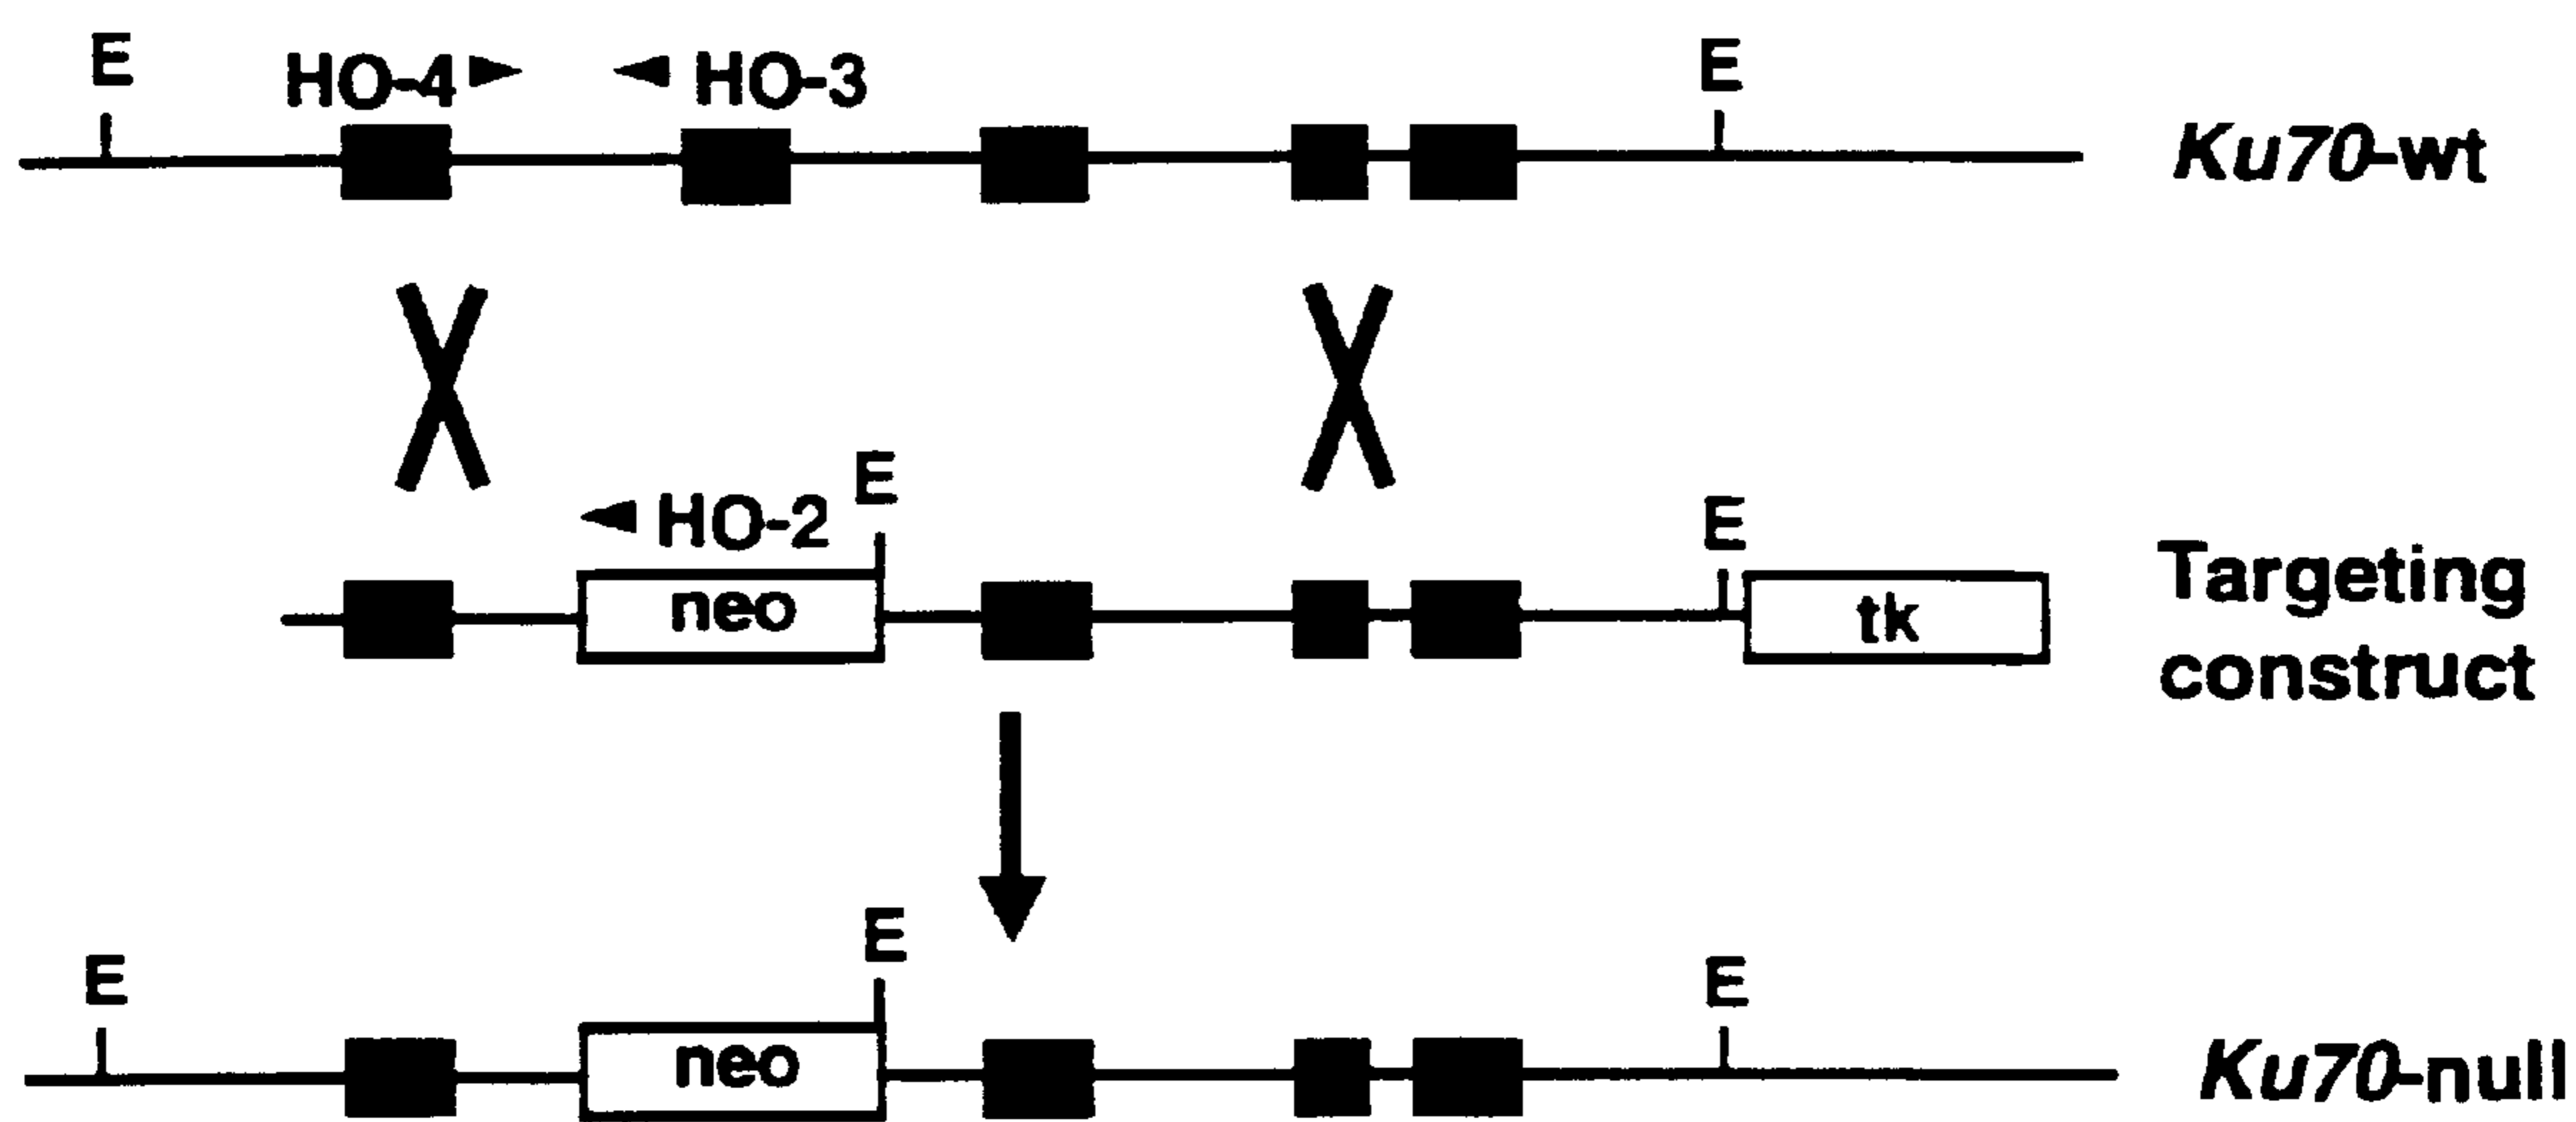 E HO-4 HO-3 E Ku70-wt
HO-2 E E
neo tk Targeting
construct
E E E
neo Ku70-null